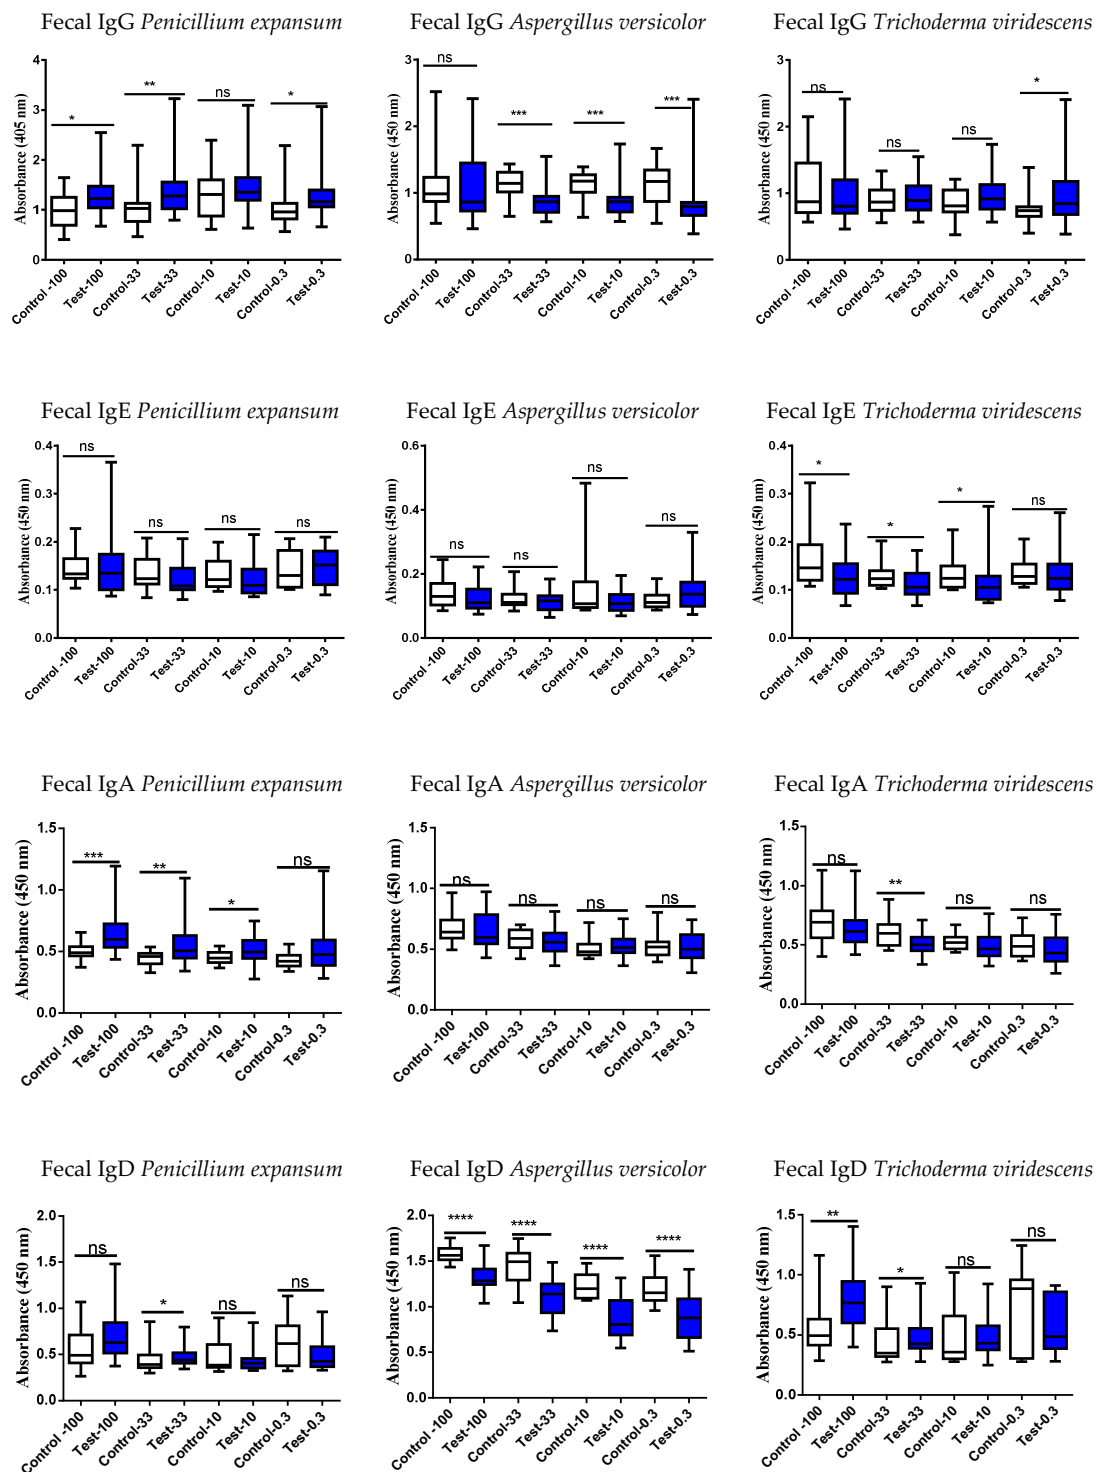 Fecal IgG Penicillium expansum
Absorbance (405 nm)
4
3
2
1
0
* ** ns *
Control -100 Test-100 Control-33 Test-33 Control-10 Test-10 Control-0.3 Test-0.3
Fecal IgG Aspergillus versicolor
Absorbance (450 nm)
3
2
1
0
ns *** *** ***
Control -100 Test-100 Control-33 Test-33 Control-10 Test-10 Control-0.3 Test-0.3
Fecal IgG Trichoderma viridescens
Absorbance (450 nm)
3
2
1
0
ns ns ns *
Control -100 Test-100 Control-33 Test-33 Control-10 Test-10 Control-0.3 Test-0.3
Fecal IgE Penicillium expansum
Absorbance (450 nm)
0.4
0.3
0.2
0.1
0.0
ns ns ns ns
Control -100 Test-100 Control-33 Test-33 Control-10 Test-10 Control-0.3 Test-0.3
Fecal IgE Aspergillus versicolor
Absorbance (450 nm)
0.6
0.4
0.2
0.0
ns ns ns ns
Control -100 Test-100 Control-33 Test-33 Control-10 Test-10 Control-0.3 Test-0.3
Fecal IgE Trichoderma viridescens
Absorbance (450 nm)
0.4
0.3
0.2
0.1
0.0
* * * ns
Control -100 Test-100 Control-33 Test-33 Control-10 Test-10 Control-0.3 Test-0.3
Fecal IgA Penicillium expansum
Absorbance (450 nm)
1.5
1.0
0.5
0.0
*** ** * ns
Control -100 Test-100 Control-33 Test-33 Control-10 Test-10 Control-0.3 Test-0.3
Fecal IgA Aspergillus versicolor
Absorbance (450 nm)
1.5
1.0
0.5
0.0
ns ns ns ns
Control -100 Test-100 Control-33 Test-33 Control-10 Test-10 Control-0.3 Test-0.3
Fecal IgA Trichoderma viridescens
Absorbance (450 nm)
1.5
1.0
0.5
0.0
ns ** ns ns
Control -100 Test-100 Control-33 Test-33 Control-10 Test-10 Control-0.3 Test-0.3
Fecal IgD Penicillium expansum
Absorbance (450 nm)
2.0
1.5
1.0
0.5
0.0
ns * ns ns
Control -100 Test-100 Control-33 Test-33 Control-10 Test-10 Control-0.3 Test-0.3
Fecal IgD Aspergillus versicolor
Absorbance (450 nm)
2.0
1.5
1.0
0.5
0.0
**** **** **** ****
Control -100 Test-100 Control-33 Test-33 Control-10 Test-10 Control-0.3 Test-0.3
Fecal IgD Trichoderma viridescens
Absorbance (450 nm)
1.5
1.0
0.5
0.0
** * ns ns
Control -100 Test-100 Control-33 Test-33 Control-10 Test-10 Control-0.3 Test-0.3